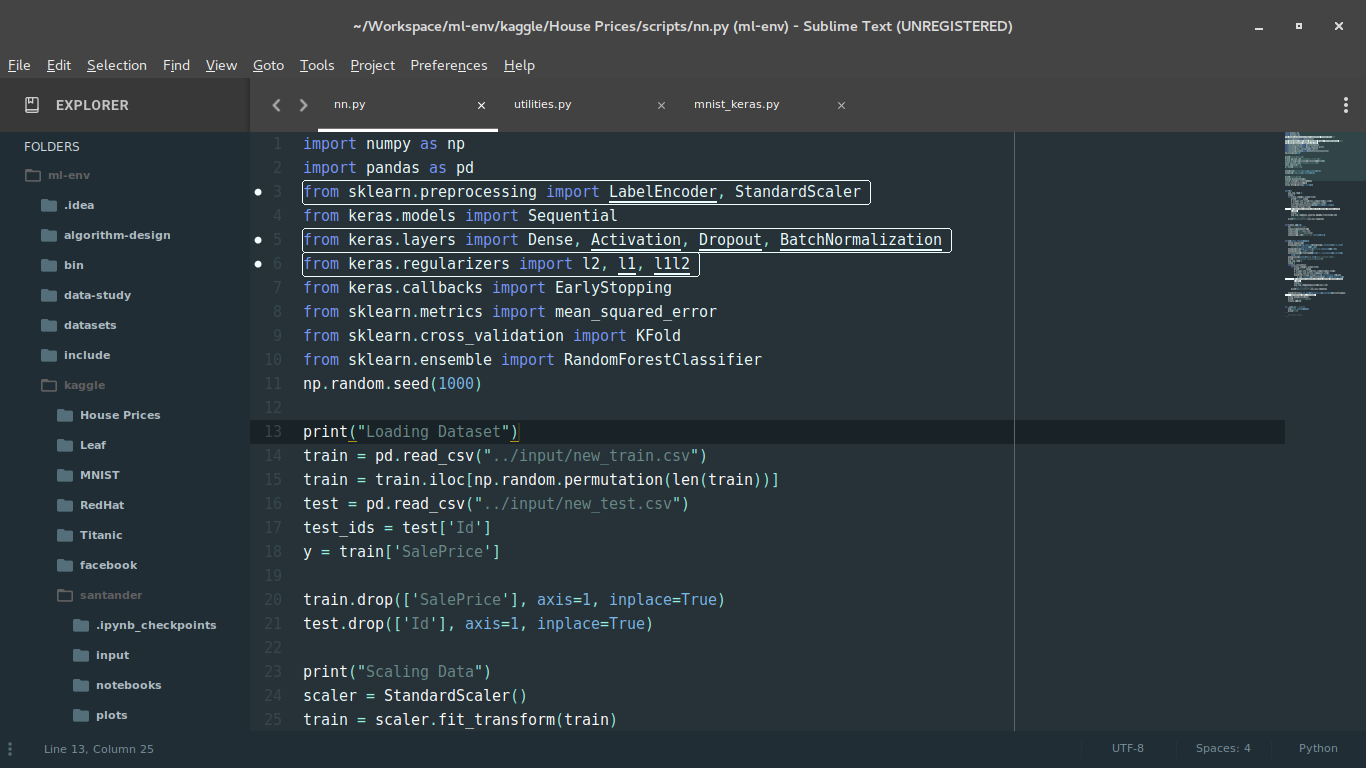 ~/Workspace/ml-env/kaggle/House Prices/scripts/nn.py (ml-env) - Sublime Text (UNREGISTERED)
File Edit Selection Find View Goto Tools Project Preferences Help
EXPLORER
FOLDERS
ml-env
.idea
algorithm-design
bin
data-study
datasets
include
kaggle
House Prices
Leaf
MNIST
RedHat
Titanic
facebook
santander
.ipynb_checkpoints
input
notebooks
plots
nn.py utilities.py mnist_keras.py
1 import numpy as np
2 import pandas as pd
3 from sklearn.preprocessing import LabelEncoder, StandardScaler
4 from keras.models import Sequential
5 from keras.layers import Dense, Activation, Dropout, BatchNormalization
6 from keras.regularizers import l2, l1, l1l2
7 from keras.callbacks import EarlyStopping
8 from sklearn.metrics import mean_squared_error
9 from sklearn.cross_validation import KFold
10 from sklearn.ensemble import RandomForestClassifier
11 np.random.seed(1000)
12
13 print("Loading Dataset")
14 train = pd.read_csv("../input/new_train.csv")
15 train = train.iloc[np.random.permutation(len(train))]
16 test = pd.read_csv("../input/new_test.csv")
17 test_ids = test['Id']
18 y = train['SalePrice']
19
20 train.drop(['SalePrice'], axis=1, inplace=True)
21 test.drop(['Id'], axis=1, inplace=True)
22
23 print("Scaling Data")
24 scaler = StandardScaler()
25 train = scaler.fit_transform(train)
Line 13, Column 25 UTF-8 Spaces: 4 Python